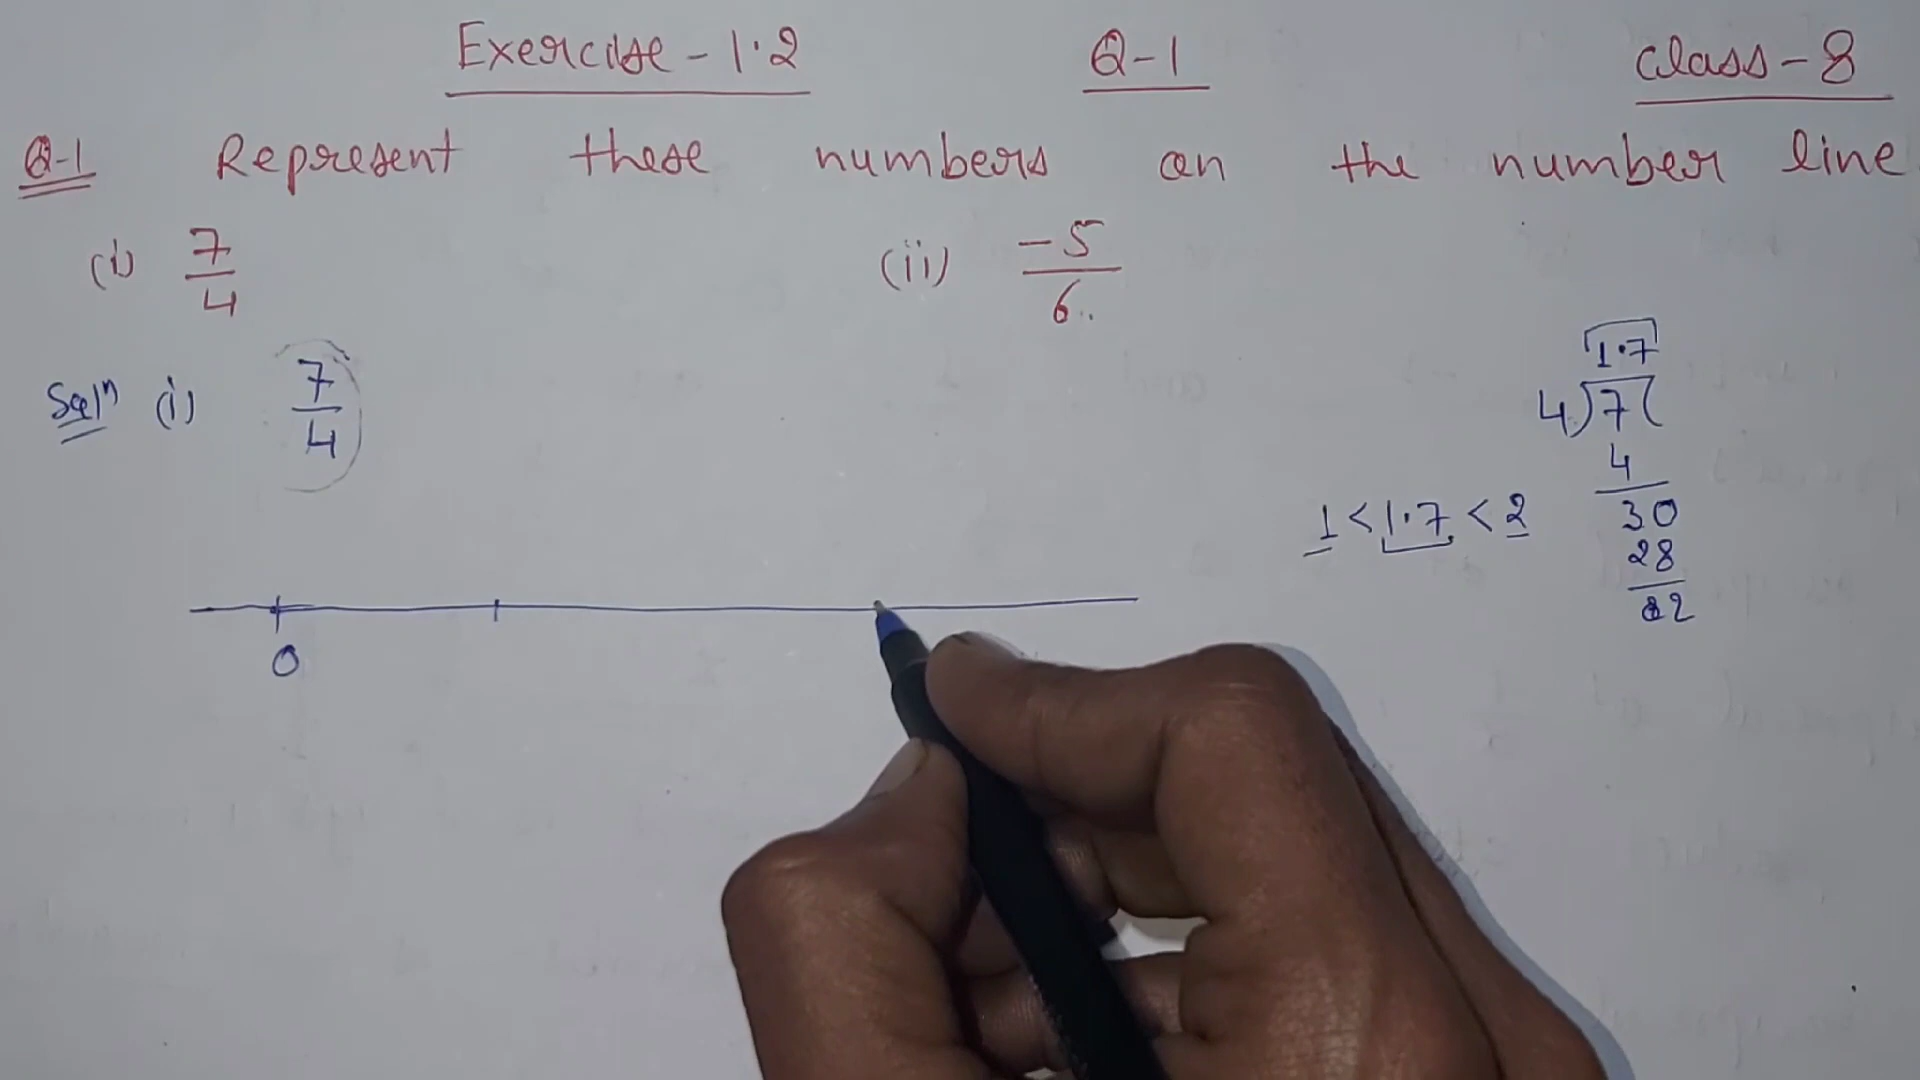 Exercise - 1.2 Q-1 class - 8
Q-1 Represent these numbers on the number line.
(i) 7/4 (ii) -5/6
Solⁿ (i) 7/4
1.7
4)7(
4
30
28
02
1 < 1.7 < 2
0